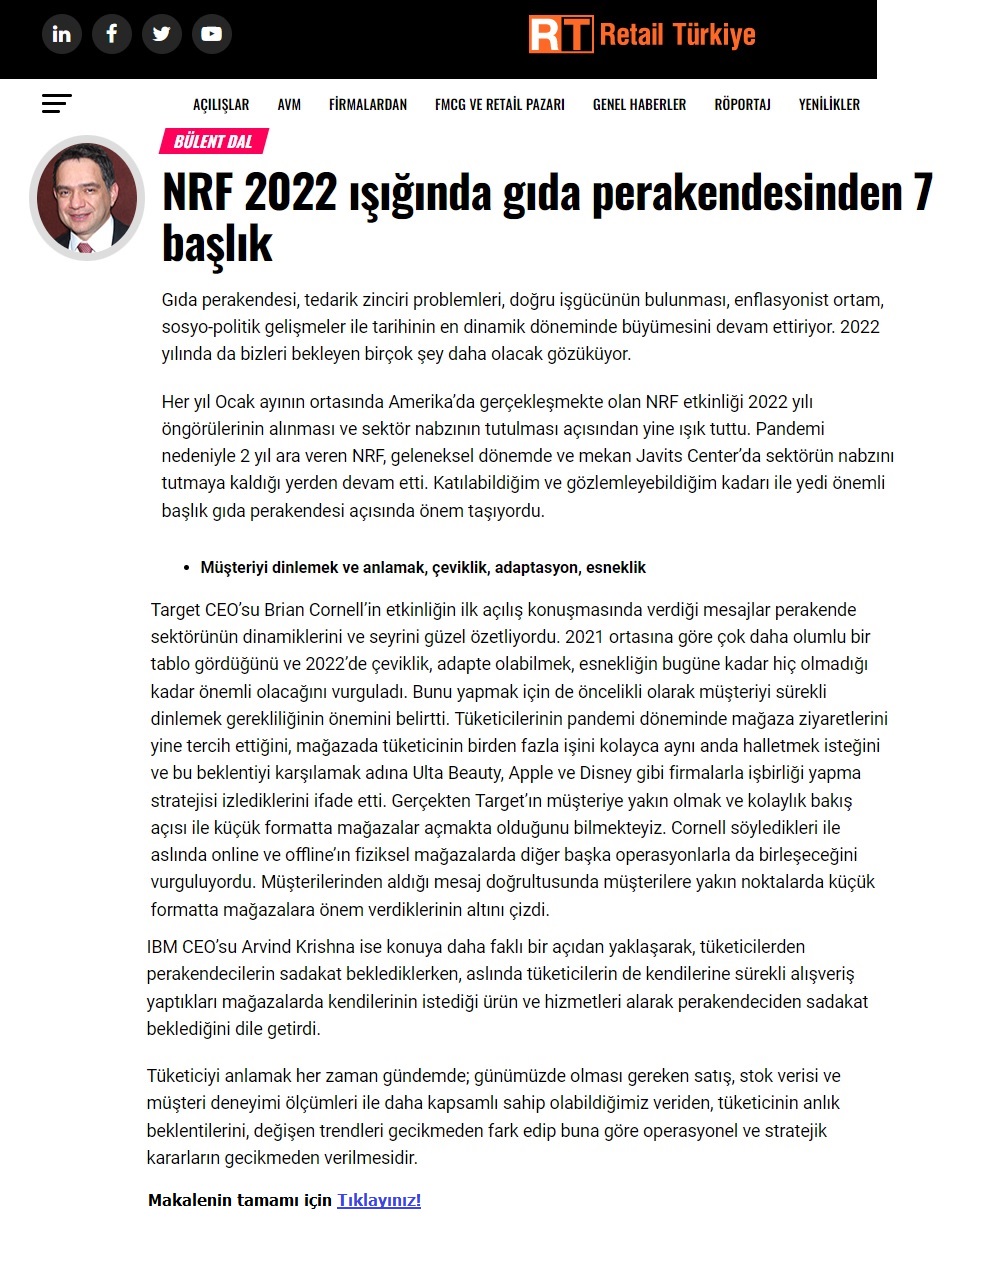 in f
RT Retail Türkiye
AÇILIŞLAR AVM FİRMALARDAN FMCG VE RETAİL PAZARI GENEL HABERLER RÖPORTAJ YENİLİKLER
BÜLENT DAL
NRF 2022 ışığında gıda perakendesinden 7
başlık
Gıda perakendesi, tedarik zinciri problemleri, doğru işgücünün bulunması, enflasyonist ortam,
sosyo-politik gelişmeler ile tarihinin en dinamik döneminde büyümesini devam ettiriyor. 2022
yılında da bizleri bekleyen birçok şey daha olacak gözüküyor.
Her yıl Ocak ayının ortasında Amerika’da gerçekleşmekte olan NRF etkinliği 2022 yılı
öngörülerinin alınması ve sektör nabzının tutulması açısından yine ışık tuttu. Pandemi
nedeniyle 2 yıl ara veren NRF, geleneksel dönemde ve mekan Javits Center’da sektörün nabzını
tutmaya kaldığı yerden devam etti. Katılabildiğim ve gözlemleyebildiğim kadarı ile yedi önemli
başlık gıda perakendesi açısında önem taşıyordu.
• Müşteriyi dinlemek ve anlamak, çeviklik, adaptasyon, esneklik
Target CEO’su Brian Cornell’in etkinliğin ilk açılış konuşmasında verdiği mesajlar perakende
sektörünün dinamiklerini ve seyrini güzel özetliyordu. 2021 ortasına göre çok daha olumlu bir
tablo gördüğünü ve 2022’de çeviklik, adapte olabilmek, esnekliğin bugüne kadar hiç olmadığı
kadar önemli olacağını vurguladı. Bunu yapmak için de öncelikli olarak müşteriyi sürekli
dinlemek gerekliliğinin önemini belirtti. Tüketicilerinin pandemi döneminde mağaza ziyaretlerini
yine tercih ettiğini, mağazada tüketicinin birden fazla işini kolayca aynı anda halletmek isteğini
ve bu beklentiyi karşılamak adına Ulta Beauty, Apple ve Disney gibi firmalarla işbirliği yapma
stratejisi izlediklerini ifade etti. Gerçekten Target’ın müşteriye yakın olmak ve kolaylık bakış
açısı ile küçük formatta mağazalar açmakta olduğunu bilmekteyiz. Cornell söyledikleri ile
aslında online ve offline’ın fiziksel mağazalarda diğer başka operasyonlarla da birleşeceğini
vurguluyordu. Müşterilerinden aldığı mesaj doğrultusunda müşterilere yakın noktalarda küçük
formatta mağazalara önem verdiklerinin altını çizdi.
IBM CEO’su Arvind Krishna ise konuya daha faklı bir açıdan yaklaşarak, tüketicilerden
perakendecilerin sadakat beklediklerken, aslında tüketicilerin de kendilerine sürekli alışveriş
yaptıkları mağazalarda kendilerinin istediği ürün ve hizmetleri alarak perakendeciden sadakat
beklediğini dile getirdi.
Tüketiciyi anlamak her zaman gündemde; günümüzde olması gereken satış, stok verisi ve
müşteri deneyimi ölçümleri ile daha kapsamlı sahip olabildiğimiz veriden, tüketicinin anlık
beklentilerini, değişen trendleri gecikmeden fark edip buna göre operasyonel ve stratejik
kararların gecikmeden verilmesidir.
Makalenin tamamı için Tıklayınız!